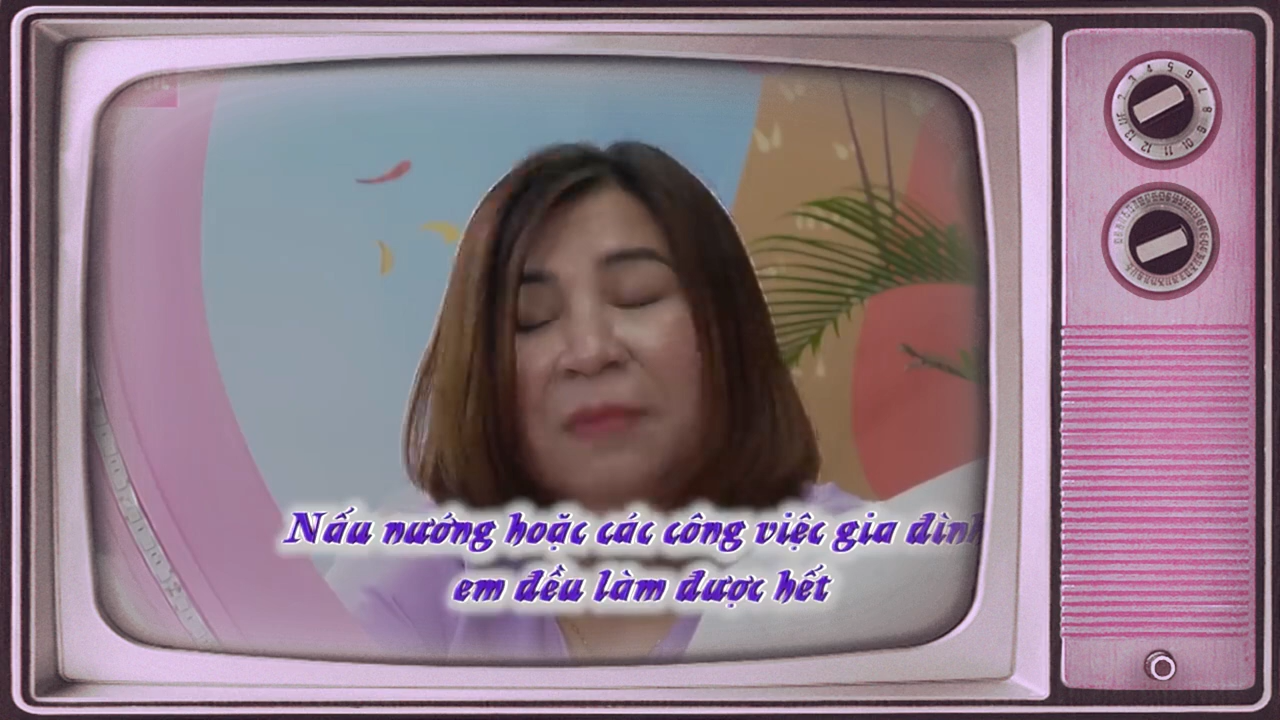 Nấu nướng hoặc các công việc gia đình
em đều làm được hết